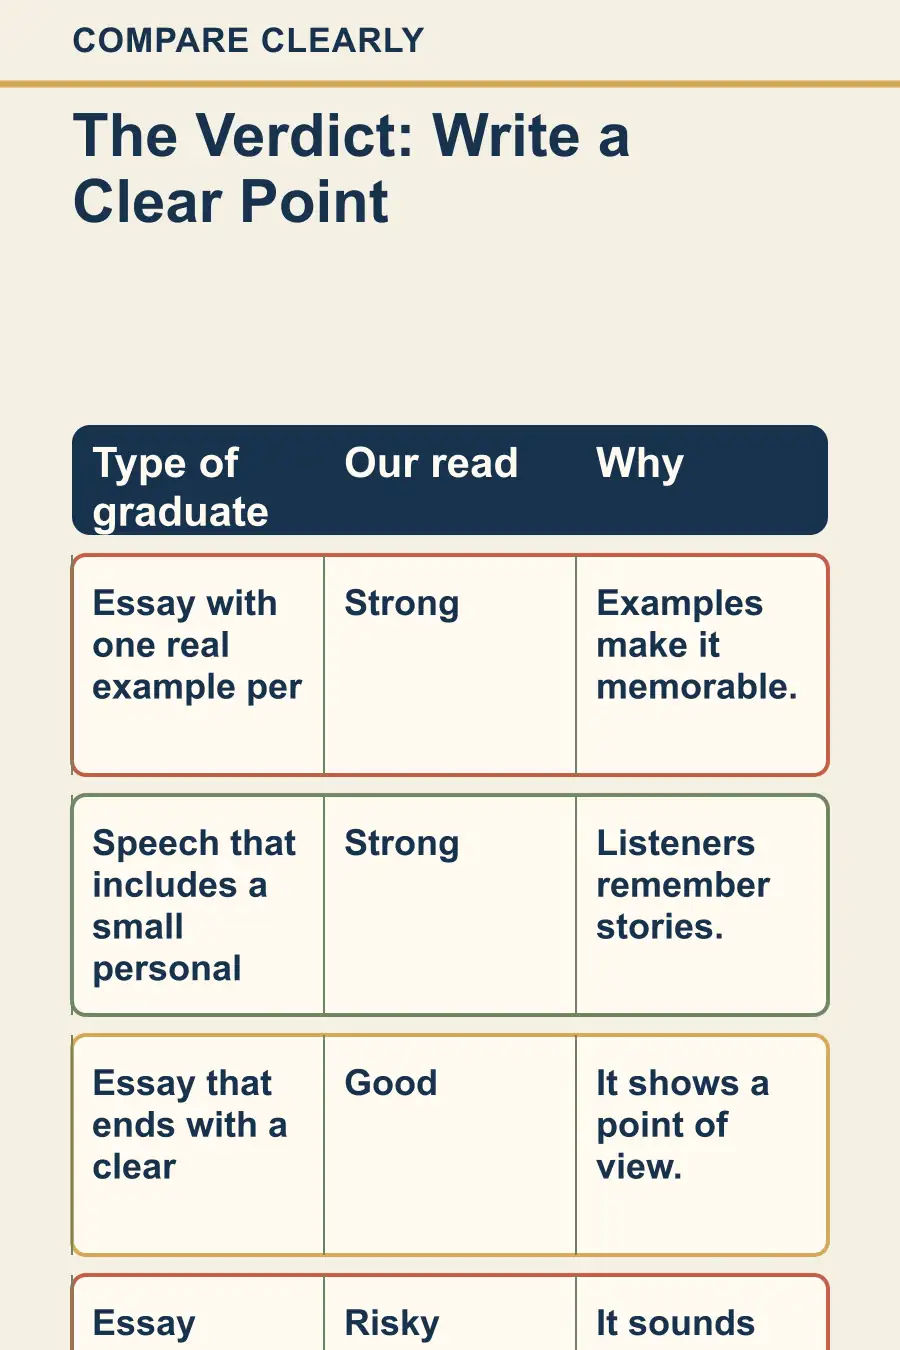 COMPARE CLEARLY
The Verdict: Write a
Clear Point
Type of graduate
Our read
Why
Essay with
one real
example per
Strong
Examples
make it
memorable.
Speech that
includes a
small
personal
Strong
Listeners
remember
stories.
Essay that
ends with a
clear
Good
It shows a
point of
view.
Essay
Risky
It sounds